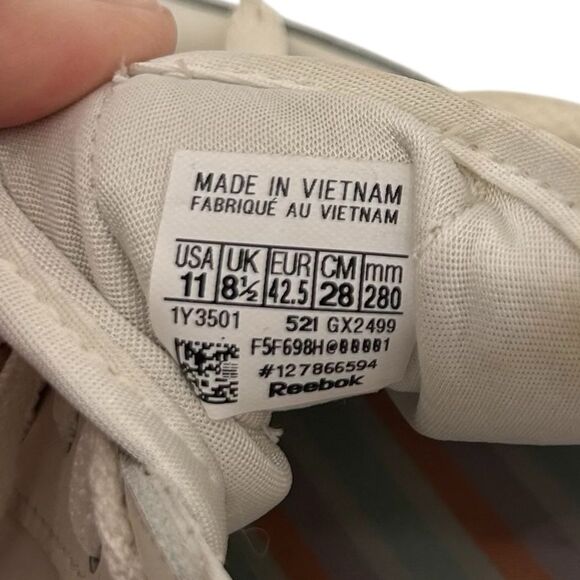 MADE IN VIETNAM
FABRIQUÉ AU VIETNAM
USA UK EUR CM mm
11 8½ 42.5 28 280
1Y3501 521 GX2499
F5F698H@00001
#127866594
Reebok